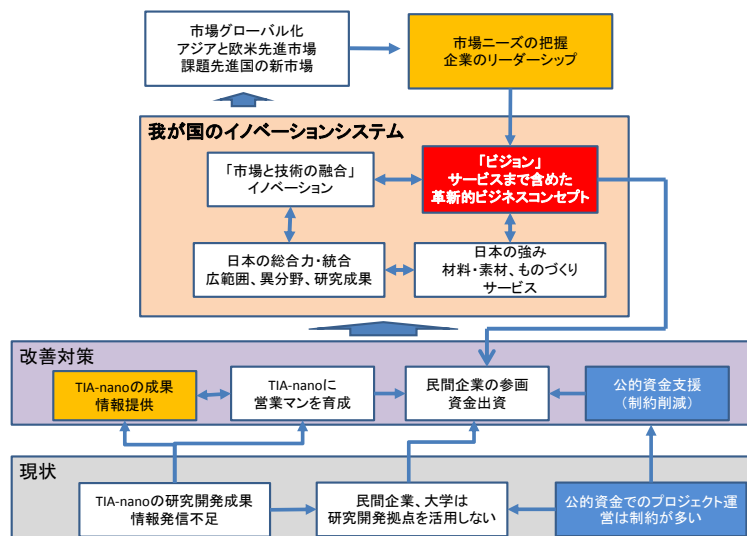 市場グローバル化
アジアと欧米先進市場
課題先進国の新市場
市場ニーズの把握
企業のリーダーシップ
我が国のイノベーションシステム
「市場と技術の融合」
イノベーション
「ビジョン」
サービスまで含めた
革新的ビジネスコンセプト
日本の総合力・統合
広範囲、異分野、研究成果
日本の強み
材料・素材、ものづくり
サービス
改善対策
TIA-nanoの成果
情報提供
TIA-nanoに
営業マンを育成
民間企業の参画
資金出資
公的資金支援
（制約削減）
現状
TIA-nanoの研究開発成果
情報発信不足
民間企業、大学は
研究開発拠点を活用しない
公的資金でのプロジェクト運
営は制約が多い